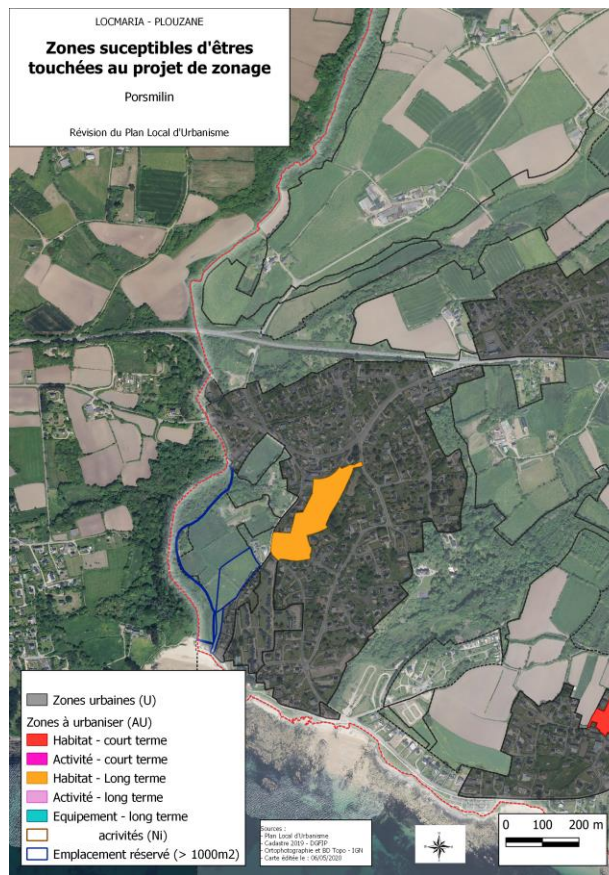 LOCMARIA - PLOUZANE
Zones suceptibles d'êtres
touchées au projet de zonage
Porsmilin
Révision du Plan Local d'Urbanisme
Zones urbaines (U)
Zones à urbaniser (AU)
Habitat - court terme
Activité - court terme
Habitat - Long terme
Activité - long terme
Equipement - long terme
acrivités (Ni)
Emplacement réservé (> 1000m2)
Sources :
- Plan Local d'Urbanisme
- Cadastre 2019 - DGFIP
- Ortophotographie et BD Topo - IGN
- Carte éditée le : 06/05/2020
0 100 200 m